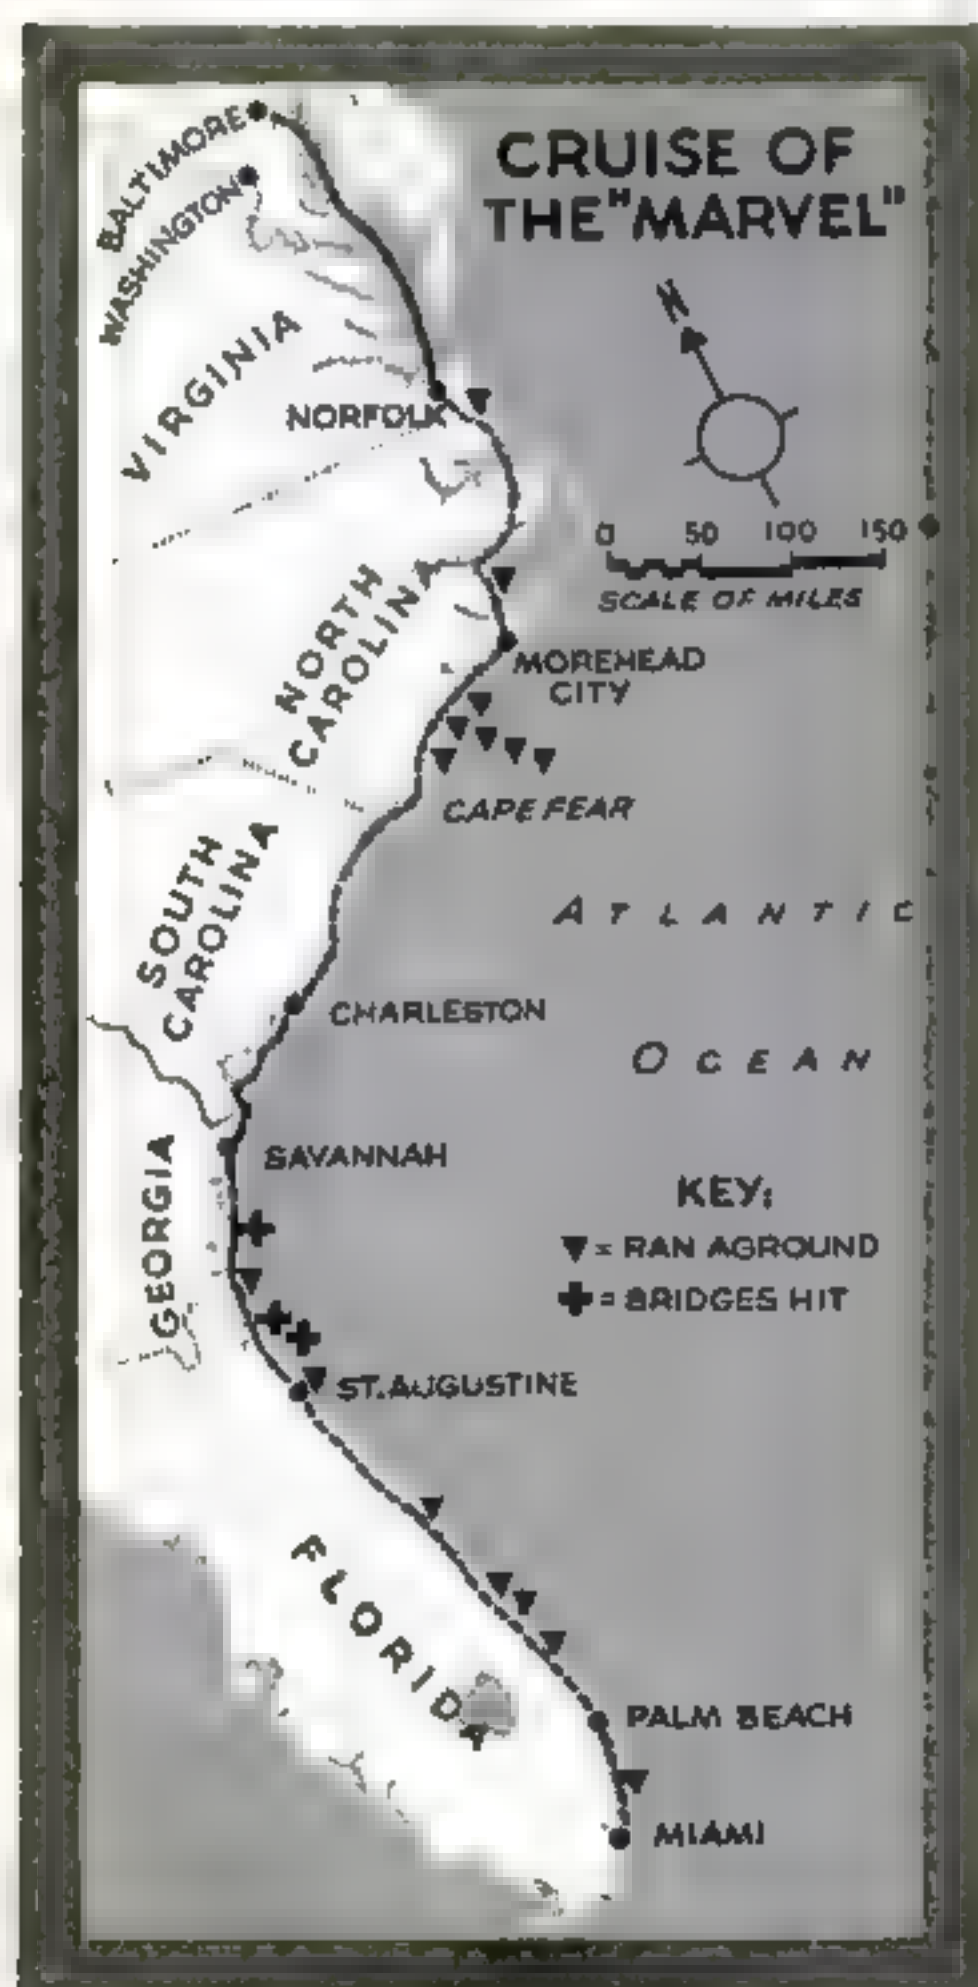 CRUISE OF
THE "MARVEL"
BALTIMORE
WASHINGTON
VIRGINIA
N
NORFOLK
0 50 100 150
SCALE OF MILES
NORTH
CAROLINA
MOREHEAD
CITY
CAPE FEAR
SOUTH
CAROLINA
ATLANTIC
CHARLESTON
OCEAN
SAVANNAH
GEORGIA
KEY:
= RAN AGROUND
= BRIDGES HIT
ST. AUGUSTINE
FLORIDA
PALM BEACH
MIAMI